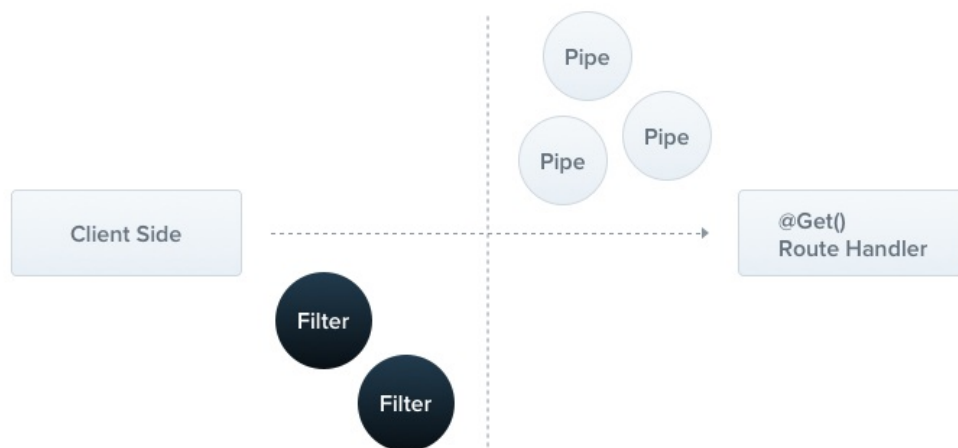 Pipe
Pipe
Pipe
Client Side
@Get()
Route Handler
Filter
Filter